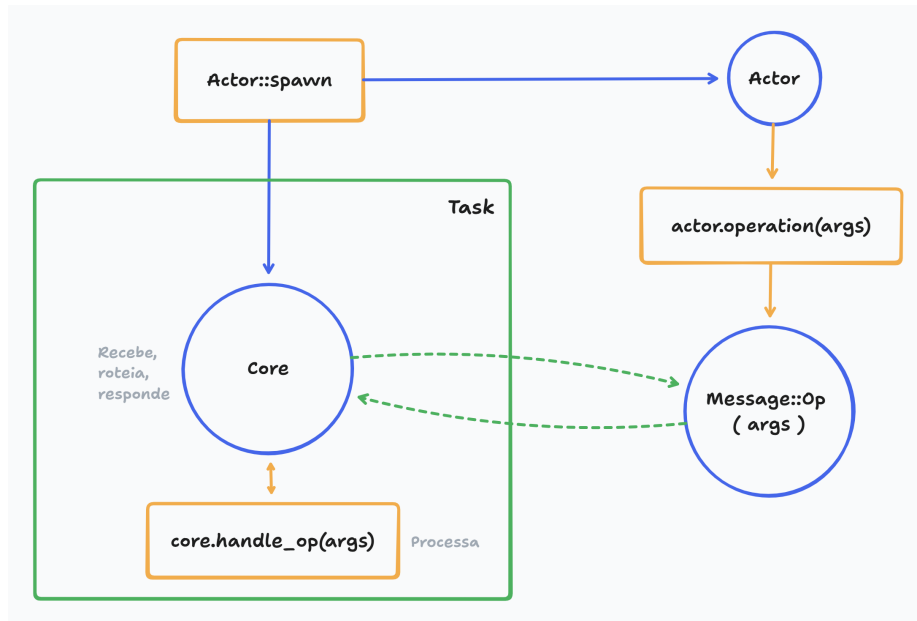 Actor::spawn
Actor
Task
actor.operation(args)
Recebe,
roteia,
responde
Core
Message::Op
( args )
core.handle_op(args)
Processa